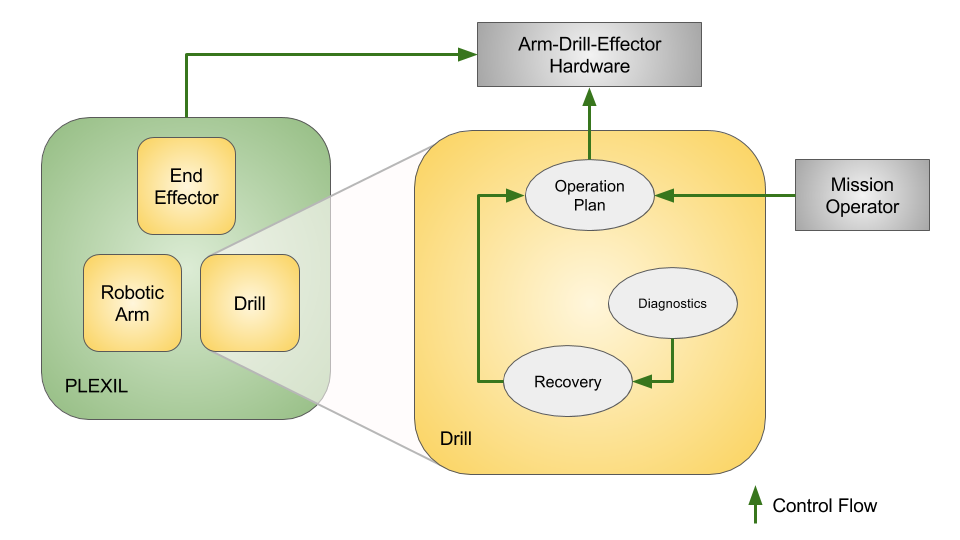 Arm-Drill-Effector
Hardware
End
Effector
Robotic
Arm
Drill
PLEXIL
Operation
Plan
Mission
Operator
Diagnostics
Recovery
Drill
Control Flow